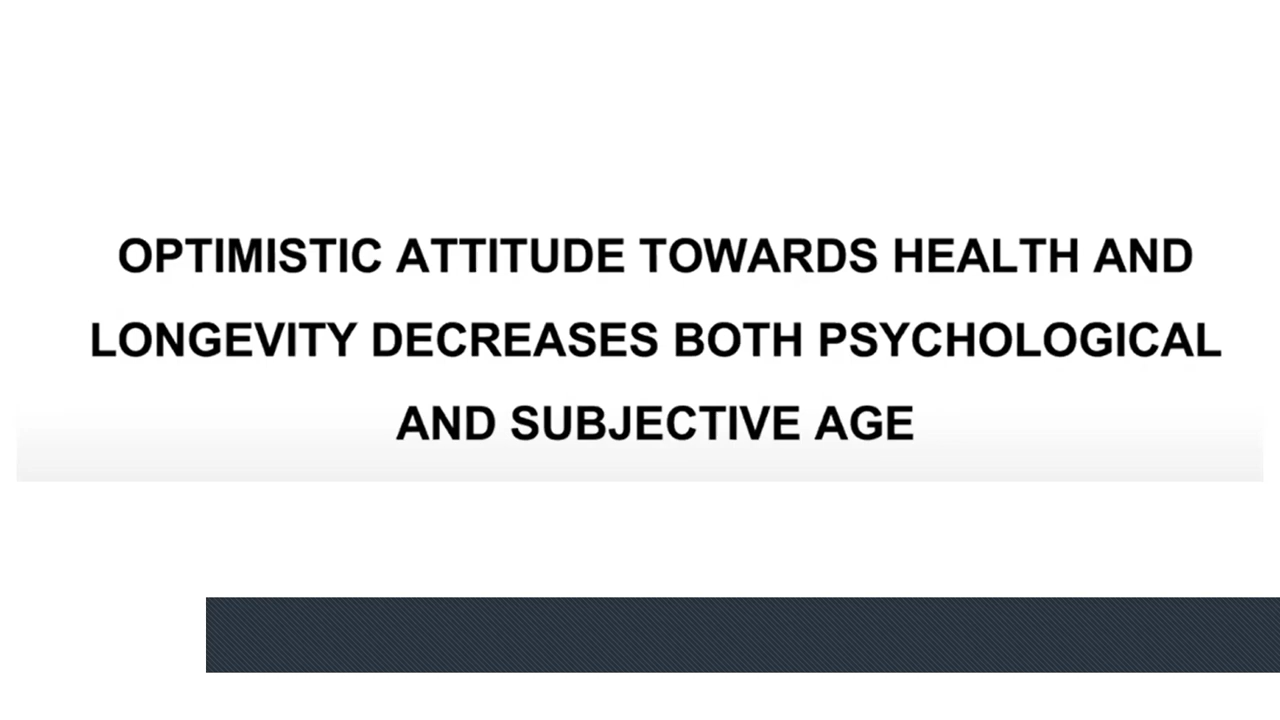 OPTIMISTIC ATTITUDE TOWARDS HEALTH AND
LONGEVITY DECREASES BOTH PSYCHOLOGICAL
AND SUBJECTIVE AGE